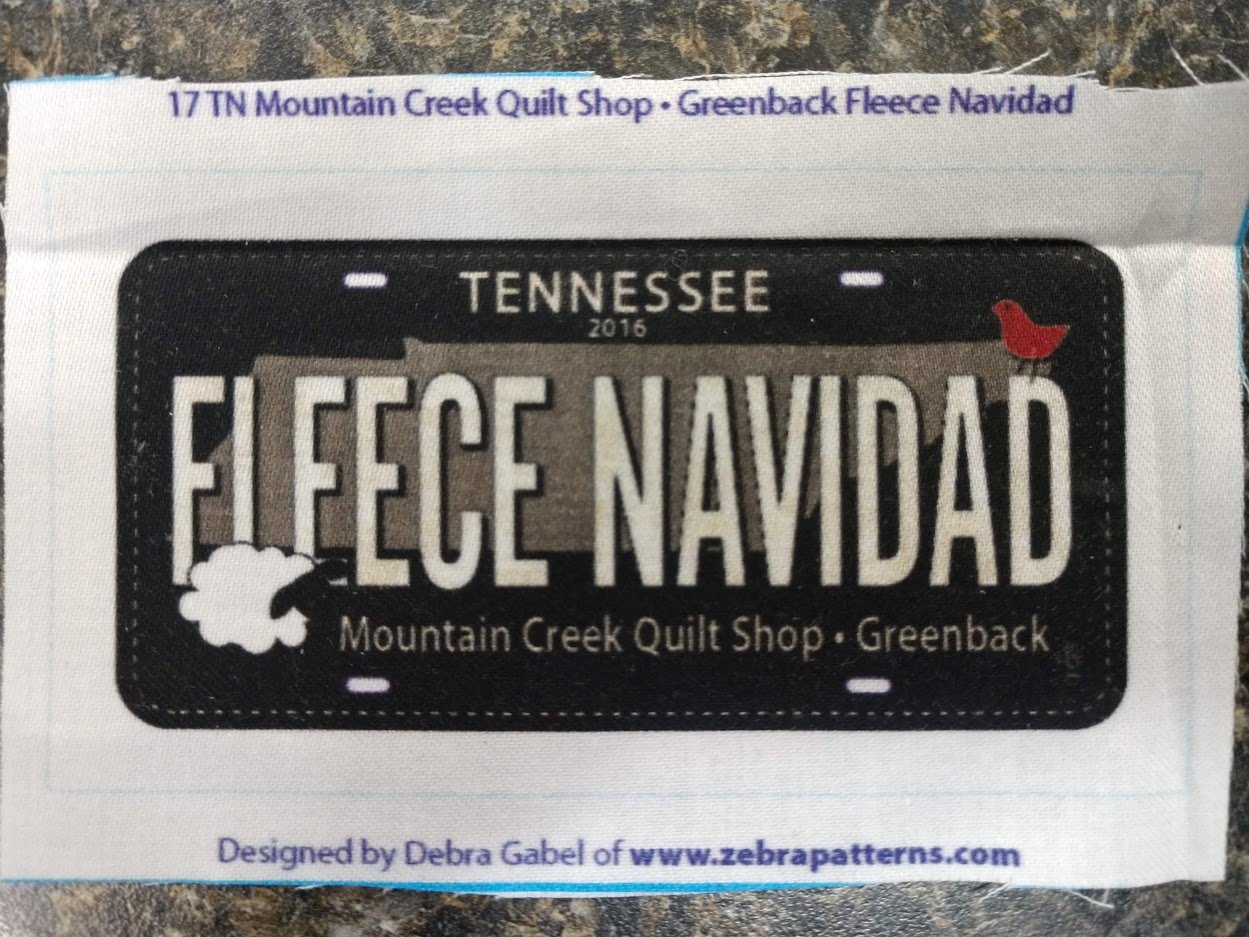 17 TN Mountain Creek Quilt Shop • Greenback Fleece Navidad
TENNESSEE
2016
FLEECE NAVIDAD
Mountain Creek Quilt Shop • Greenback
Designed by Debra Gabel of www.zebrapatterns.com